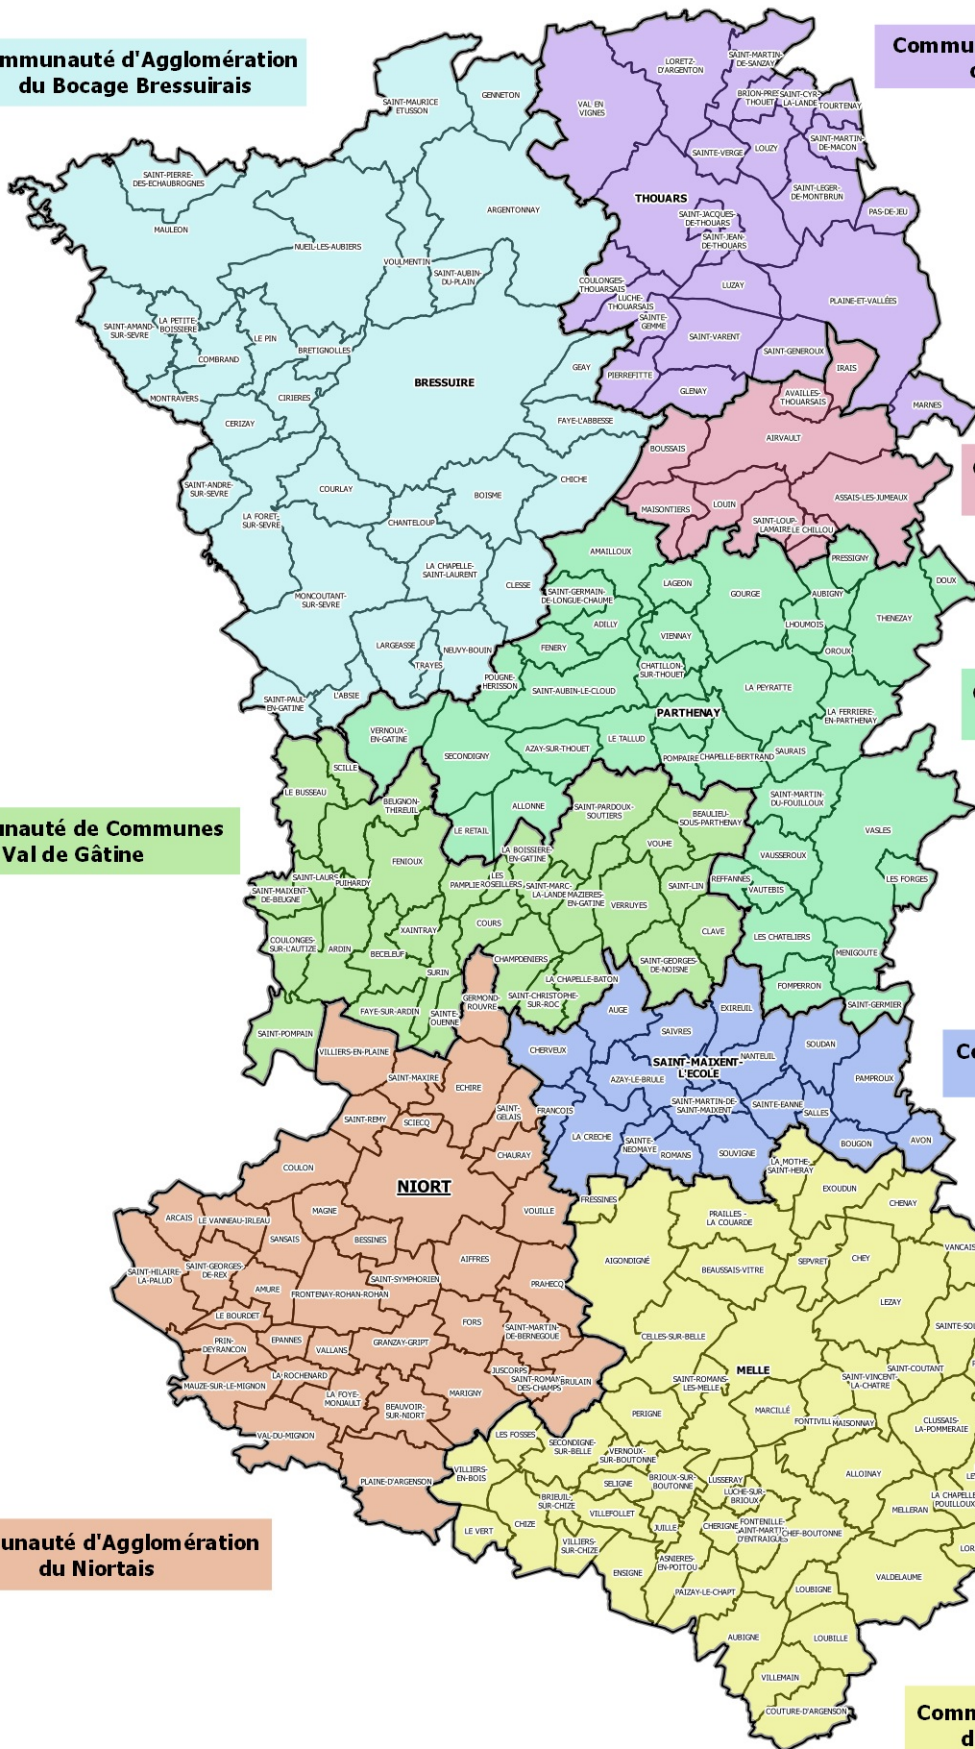 mmunauté d'Agglomération
du Bocage Bressuirais
Commu
SAINT-MAURICE
ETUSSON
GENNETON
VAL EN
VIGNES
LORETZ-
D'ARGENTON
SAINT-MARTIN-
DE-SANZAY
BRION-PRES
THOUET
SAINT-CYR-
LA-LANDE
TOURTENAY
SAINT-MARTIN-
DE-MACON
SAINTE-VERGE
LOUZY
SAINT-PIERRE-
DES-ECHAUBROGNES
MAULEON
ARGENTONNAY
THOUARS
SAINT-LEGER-
DE-MONTBRUN
PAS-DE-JEU
SAINT-JACQUES-
DE-THOUARS
SAINT-JEAN-
DE-THOUARS
NUEIL-LES-AUBIERS
VOULMENTIN
SAINT-AUBIN-
DU-PLAIN
COULONGES-
THOUARSAIS
LUCHE-
THOUARSAIS
SAINTE-
GEMME
LUZAY
PLAINE-ET-VALLÉES
SAINT-AMAND-
SUR-SEVRE
LA PETITE-
BOISSIERE
LE PIN
COMBRAND
BRETIGNOLLES
SAINT-VARENT
SAINT-GENEROUX
IRAIS
GEAY
PIERREFITTE
GLENAY
AVAILLES-
THOUARSAIS
MARNES
MONTRAVERS
CIRIERES
BRESSUIRE
CERIZAY
FAYE-L'ABBESSE
BOUSSAIS
AIRVAULT
SAINT-ANDRE-
SUR-SEVRE
COURLAY
BOISME
CHICHE
LA FORET-
SUR-SEVRE
CHANTELOUP
MAISONTIERS
LOUIN
SAINT-LOUP-
LAMAIRE
LE CHILLOU
ASSAIS-LES-JUMEAUX
LA CHAPELLE-
SAINT-LAURENT
CLESSE
MONCOUTANT-
SUR-SEVRE
AMAILLOUX
SAINT-GERMAIN-
DE-LONGUE-CHAUME
LAGEON
GOURGE
PRESSIGNY
AUBIGNY
DOUX
THENEZAY
ADILLY
LHOUMOIS
OROUX
LARGEASSE
TRAYES
NEUVY-BOUIN
FENERY
VIENNAY
CHATILLON-
SUR-THOUET
POUGNE-
HERISSON
SAINT-AUBIN-LE-CLOUD
LA PEYRATTE
L'ABSIE
SAINT-PAUL-
EN-GATINE
PARTHENAY
LA FERRIERE-
EN-PARTHENAY
VERNOUX-
EN-GATINE
SECONDIGNY
AZAY-SUR-THOUET
LE TALLUD
POMPAIRE
CHAPELLE-BERTRAND
SAURAIS
SCILLE
LE BUSSEAU
BEUGNON-
THIREUIL
ALLONNE
LE RETAIL
SAINT-PARDOUX-
SOUTIERS
BEAULIEU-
SOUS-PARTHENAY
SAINT-MARTIN-
DU-FOUILLOUX
VASLES
unauté de Communes
Val de Gâtine
LA BOISSIERE-
EN-GATINE
VOUHE
VAUSSEROUX
FENIOUX
SAINT-LAURS
PUIHARDY
SAINT-MAIXENT-
DE-BEUGNE
PAMPLIE
LES
ROSEILLERS
SAINT-MARC-
LA-LANDE
MAZIERES-
EN-GATINE
VERRUYES
SAINT-LIN
REFFANNES
VAUTEBIS
LES FORGES
COULONGES-
SUR-L'AUTIZE
ARDIN
XAINTRAY
BECELEUF
COURS
CLAVE
LES CHATELIERS
MENIGOUTE
SURIN
CHAMPDENIERS
LA CHAPELLE-BATON
SAINT-GEORGES-
DE-NOISNE
FOMPERRON
SAINT-GERMIER
GERMOND-
ROUVRE
SAINT-CHRISTOPHE-
SUR-ROC
SAINTE-
OUENNE
FAYE-SUR-ARDIN
SAINT-POMPAIN
AUGE
EXIREUIL
SAIVRES
VILLIERS-EN-PLAINE
CHERVEUX
SAINT-MAIXENT-
L'ECOLE
NANTEUIL
SOUDAN
PAMPROUX
Co
SAINT-MAXIRE
ECHIRE
AZAY-LE-BRULE
SAINT-MARTIN-DE-
SAINT-MAIXENT
SAINTE-EANNE
SALLES
SAINT-REMY
SCIECQ
SAINT-
GELAIS
FRANCOIS
LA CRECHE
SAINTE-
NEOMAYE
ROMANS
SOUVIGNE
BOUGON
AVON
COULON
CHAURAY
LA MOTHE-
SAINT-HERAY
NIORT
EXOUDUN
CHENAY
FRESSINES
ARCAIS
LE VANNEAU-IRLEAU
MAGNE
VOUILLE
PRAILLES -
LA COUARDE
SANSAIS
BESSINES
AIFFRES
AIGONDIGNÉ
BEAUSSAIS-VITRE
SEPVRET
CHEY
VANCAIS
SAINT-HILAIRE-
LA-PALUD
SAINT-GEORGES-
DE-REX
AMURE
SAINT-SYMPHORIEN
FRONTENAY-ROHAN-ROHAN
PRAHECQ
LEZAY
LE BOURDET
FORS
SAINT-MARTIN-
DE-BERNEGOUE
SAINTE-SOL
PRIN-
DEYRANCON
EPANNES
VALLANS
GRANZAY-GRIPT
CELLES-SUR-BELLE
MELLE
LA-ROCHENARD
JUSCORPS
SAINT-ROMANS-
DES-CHAMPS
BRULAIN
SAINT-ROMANS-
LES-MELLE
SAINT-COUTANT
SAINT-VINCENT-
LA-CHATRE
MAUZE-SUR-LE-MIGNON
LA FOYE-
MONJAULT
BEAUVOIR-
SUR-NIORT
MARIGNY
PERIGNE
MARCILLÉ
FONTIVILLI
MAISONNAY
CLUSSAIS-
LA-POMMERAIE
VAL-DU-MIGNON
LES FOSSES
SECONDIGNE-
SUR-BELLE
VERNOUX-
SUR-BOUTONNE
PLAINE-D'ARGENSON
VILLIERS-
EN-BOIS
SELIGNE
BRIOUX-SUR-
BOUTONNE
LUSSERAY
LUCHE-SUR-
BRIOUX
ALLOINAY
LE
LA CHAPELLE
POUILLOUX
BRIEUIL-
SUR-CHIZE
VILLEFOLLET
MELLERAN
LE VERT
CHIZE
JUILLE
CHERIGNE
FONTENILLE-
SAINT-MARTIN
D'ENTRAIGUES
CHEF-BOUTONNE
LOR
VILLIERS-
SUR-CHIZE
ENSIGNE
ASNIERES-
EN-POITOU
PAIZAY-LE-CHAPT
LOUBIGNE
VALDELAUME
unauté d'Agglomération
du Niortais
AUBIGNE
LOUBILLE
VILLEMAIN
COUTURE-D'ARGENSON
Comm
d